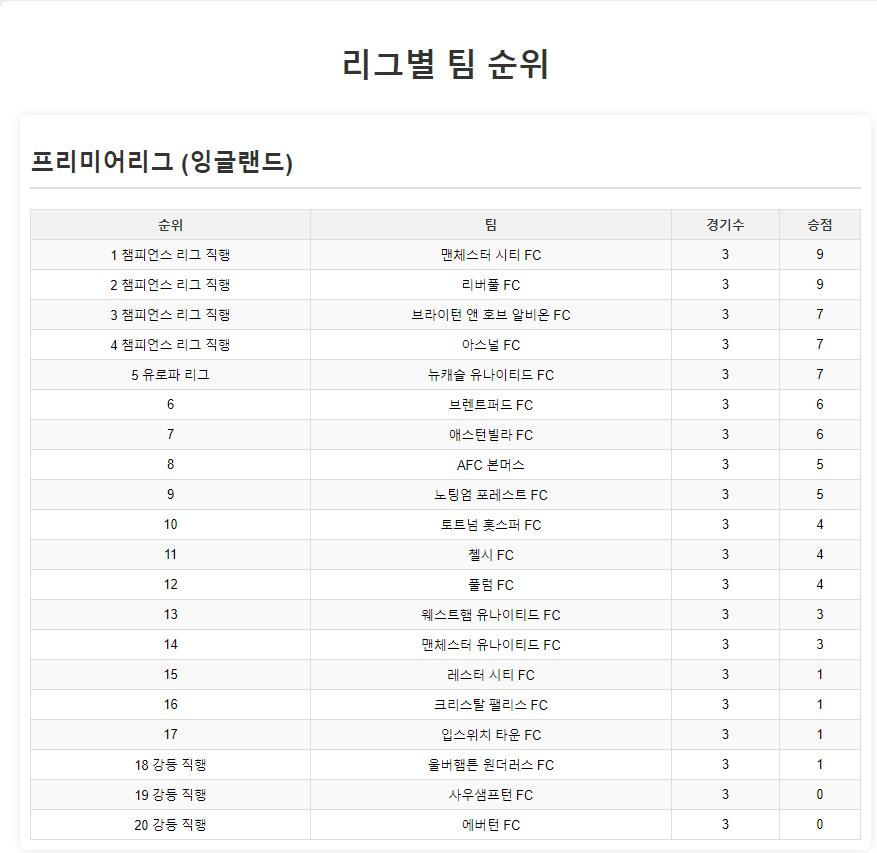 리그별 팀 순위
프리미어리그 (잉글랜드)
순위 팀 경기수 승점
1 챔피언스 리그 직행 맨체스터 시티 FC 3 9
2 챔피언스 리그 직행 리버풀 FC 3 9
3 챔피언스 리그 직행 브라이턴 앤 호브 알비온 FC 3 7
4 챔피언스 리그 직행 아스널 FC 3 7
5 유로파 리그 뉴캐슬 유나이티드 FC 3 7
6 브렌트퍼드 FC 3 6
7 애스턴빌라 FC 3 6
8 AFC 본머스 3 5
9 노팅엄 포레스트 FC 3 5
10 토트넘 홋스퍼 FC 3 4
11 첼시 FC 3 4
12 풀럼 FC 3 4
13 웨스트햄 유나이티드 FC 3 3
14 맨체스터 유나이티드 FC 3 3
15 레스터 시티 FC 3 1
16 크리스탈 팰리스 FC 3 1
17 입스위치 타운 FC 3 1
18 강등 직행 울버햄튼 원더러스 FC 3 1
19 강등 직행 사우샘프턴 FC 3 0
20 강등 직행 에버턴 FC 3 0